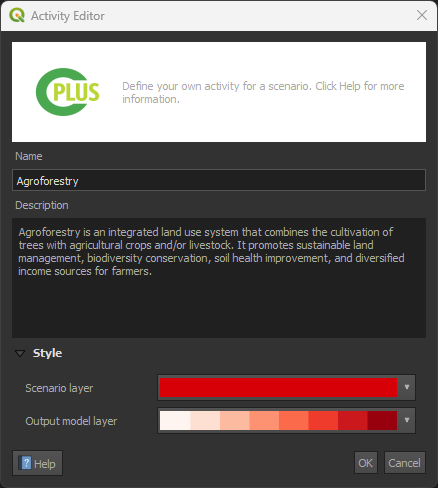 Activity Editor
CPLUS
Define your own activity for a scenario. Click Help for more
information.
Name
Agroforestry
Description
Agroforestry is an integrated land use system that combines the cultivation of
trees with agricultural crops and/or livestock. It promotes sustainable land
management, biodiversity conservation, soil health improvement, and diversified
income sources for farmers.
Style
Scenario layer
Output model layer
? Help
OK
Cancel